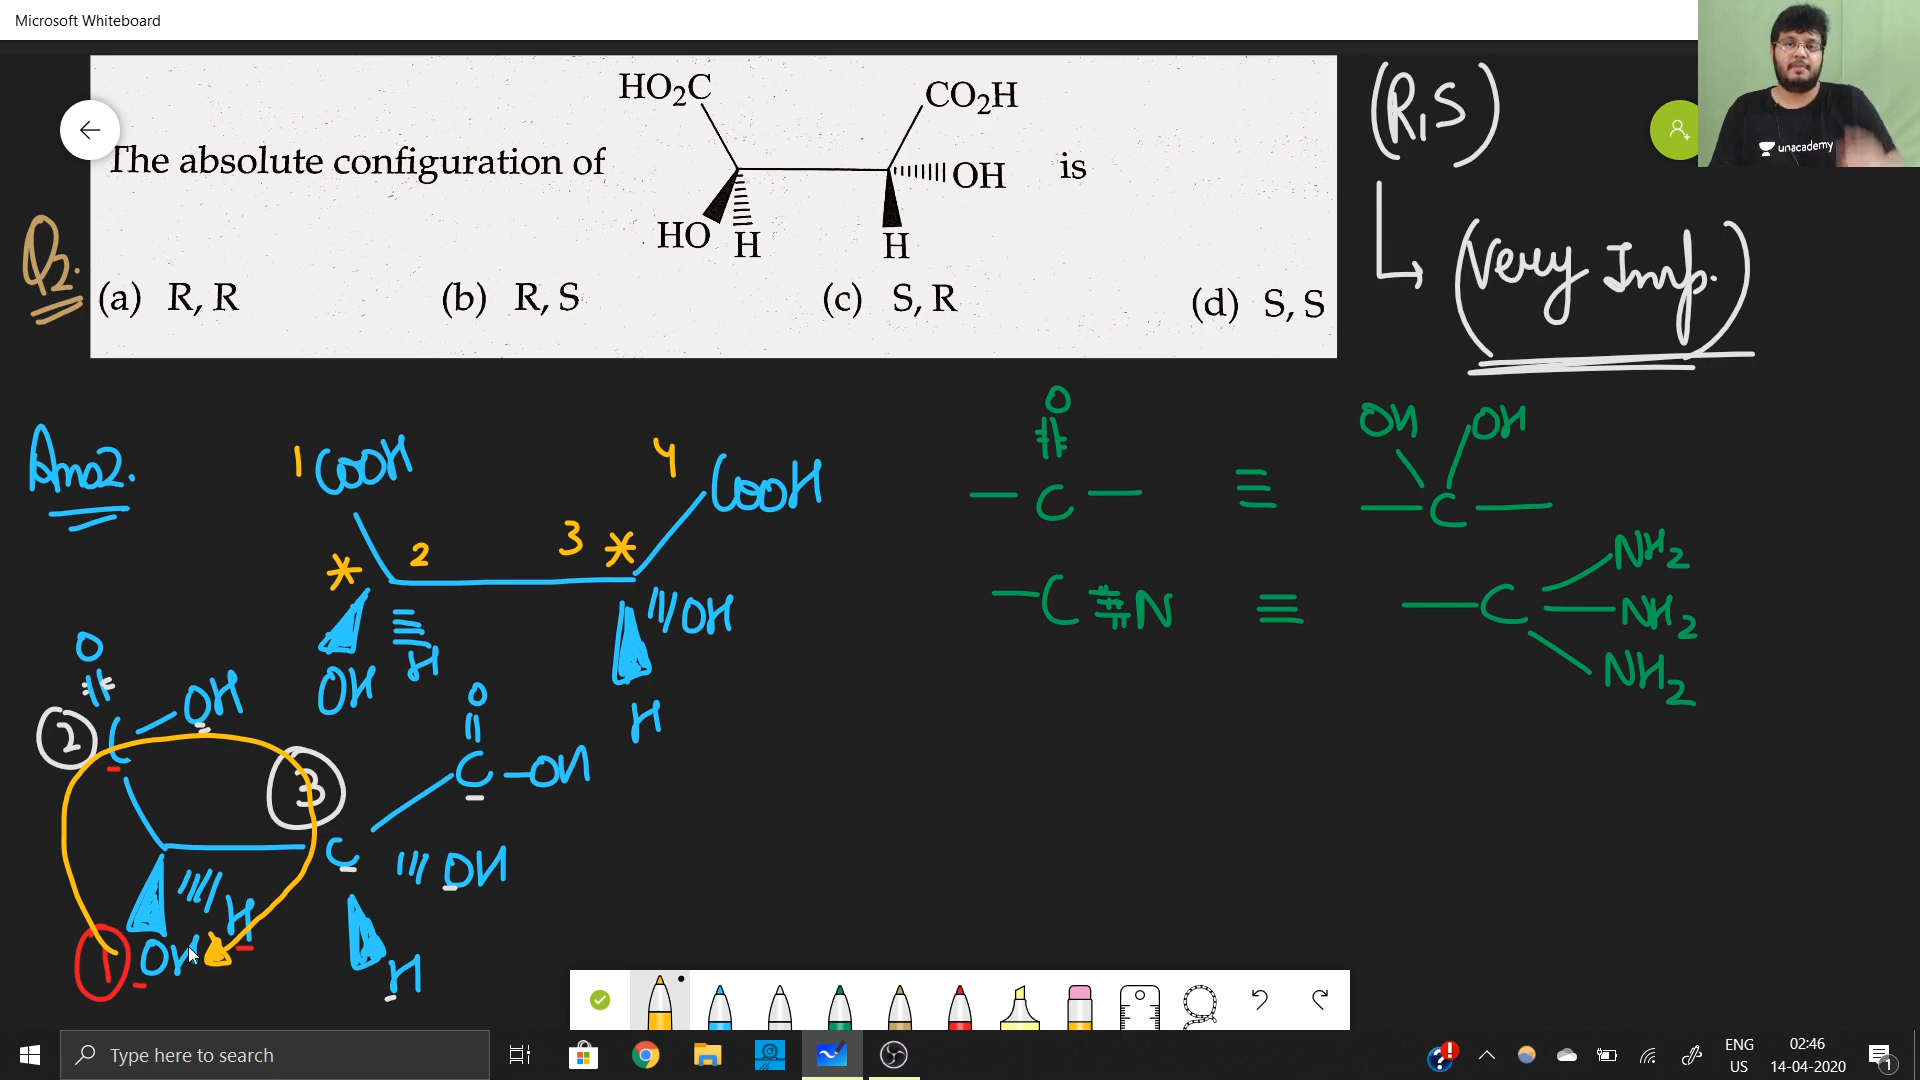 Microsoft Whiteboard
HO₂C
CO₂H
The absolute configuration of
OH
is
HO
H
H
(a) R, R
(b) R, S
(c) S, R
(d) S, S
Q2.
(R,S)
(Very Imp.)
unacademy
Ans2.
1 COOH
4 COOH
* 2
3 *
OH
H
OH
H
O
C
OH
2
3
O
C
OH
C
OH
H
1
OH
H
O
C
≡
OH
OH
C
C
N
≡
C
NH2
NH2
NH2
Type here to search
ENG
US
02:46
14-04-2020
1